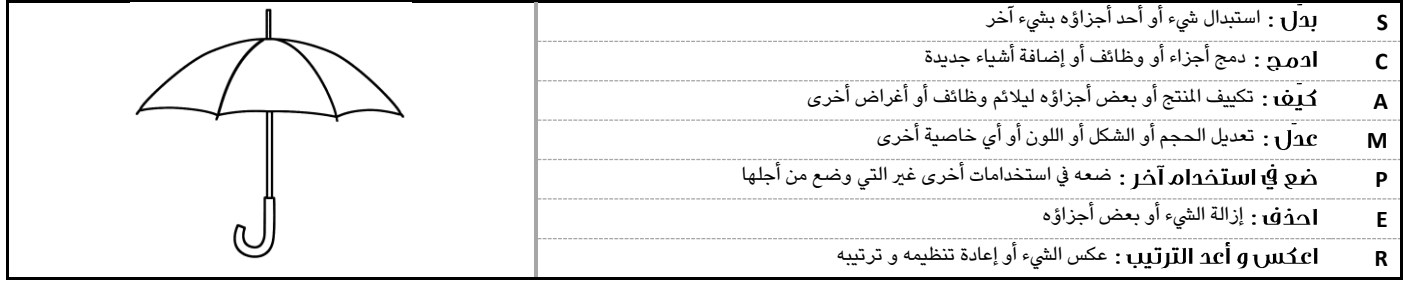 S بدّل : استبدال شيء أو أحد أجزاؤه بشيء آخر
C ادمج : دمج أجزاء أو وظائف أو إضافة أشياء جديدة
A كيّف : تكييف المنتج أو بعض أجزاؤه ليلائم وظائف أو أغراض أخرى
M عدّل : تعديل الحجم أو الشكل أو اللون أو أي خاصية أخرى
P ضع في استخدام آخر : ضعه في استخدامات أخرى غير التي وضع من أجلها
E احذف : إزالة الشيء أو بعض أجزاؤه
R اعكس و أعد الترتيب : عكس الشيء أو إعادة تنظيمه و ترتيبه